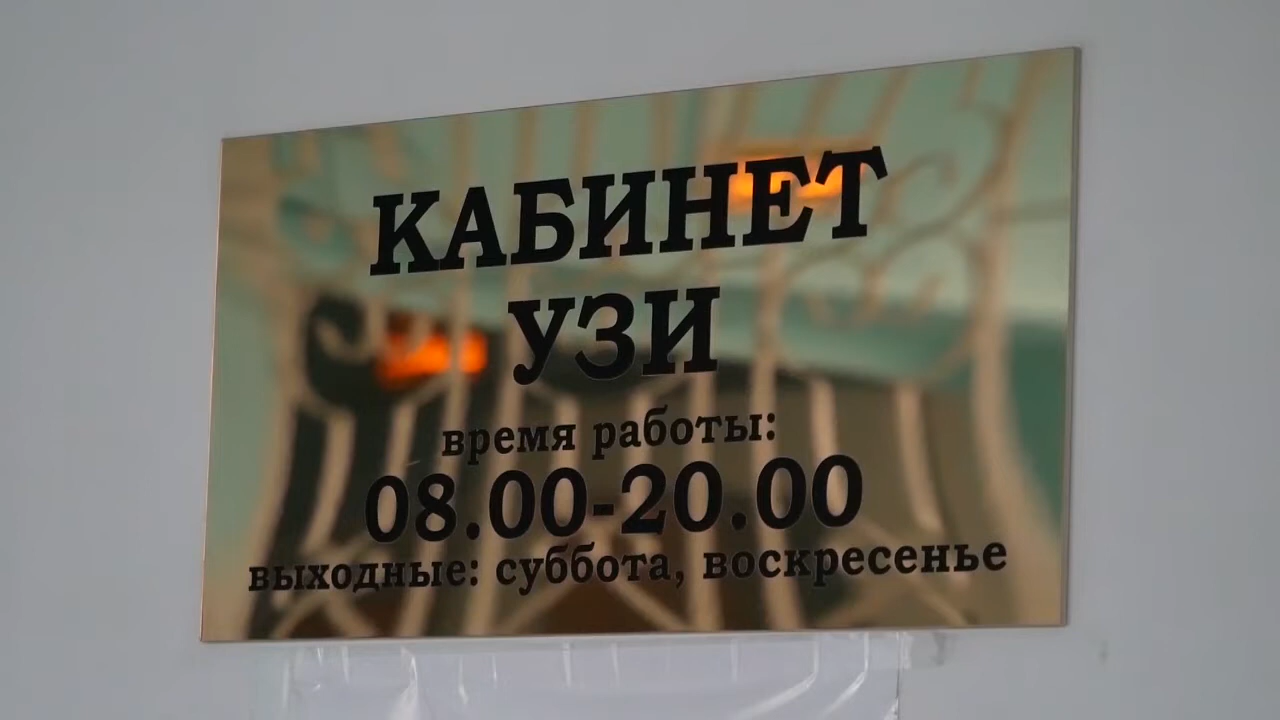 КАБИНЕТ
УЗИ
время работы:
08.00-20.00
выходные: суббота, воскресенье